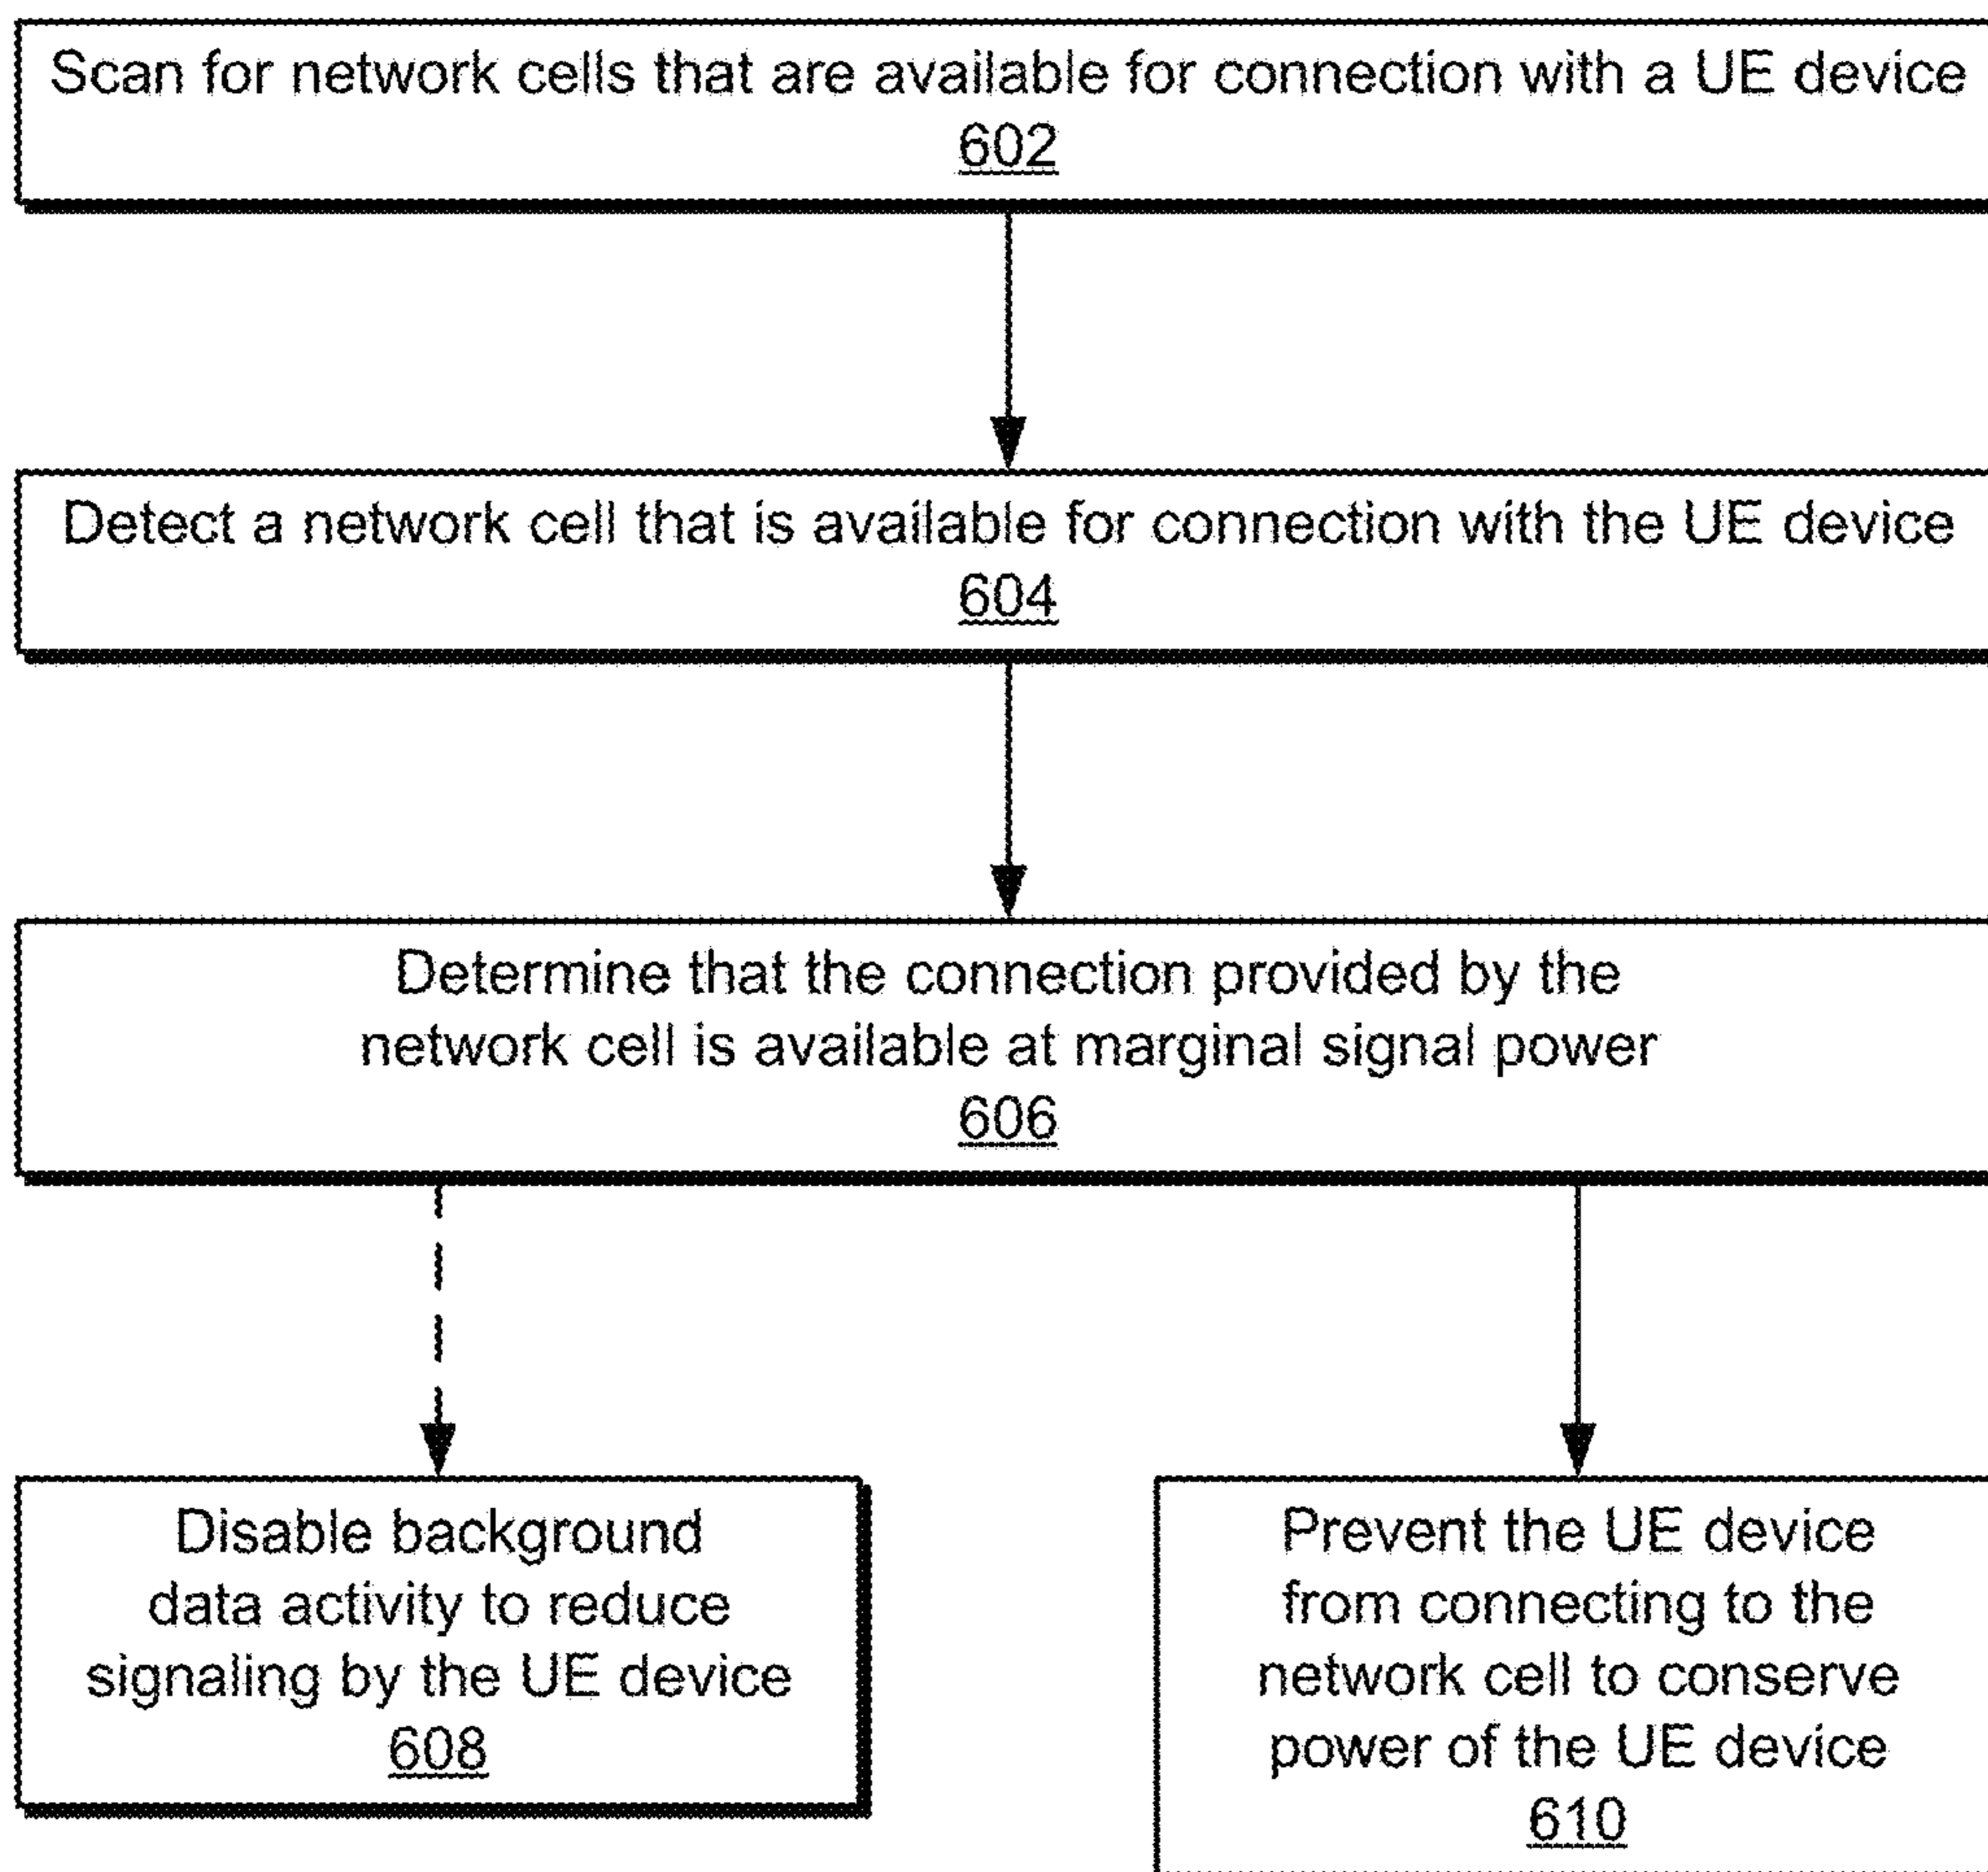 Scan for network cells that are available for connection with a UE device
602
Detect a network cell that is available for connection with the UE device
604
Determine that the connection provided by the
network cell is available at marginal signal power
606
Disable background
data activity to reduce
signaling by the UE device
608
Prevent the UE device
from connecting to the
network cell to conserve
power of the UE device
610